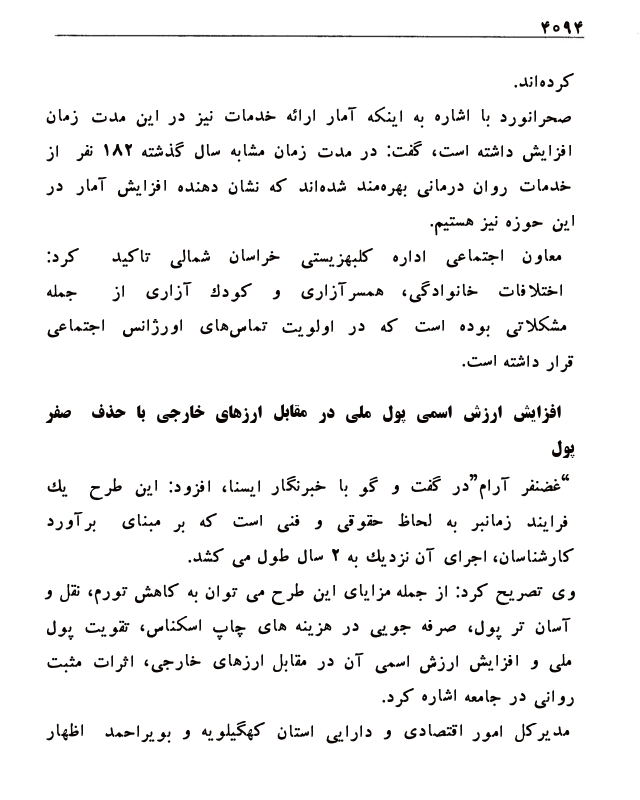 ۴۰۹۴
کرده‌اند.
صحرانورد با اشاره به اینکه آمار ارائه خدمات نیز در این مدت زمان
افزایش داشته است، گفت: در مدت زمان مشابه سال گذشته ۱۸۲ نفر از
خدمات روان درمانی بهره‌مند شده‌اند که نشان دهنده افزایش آمار در
این حوزه نیز هستیم.
معاون اجتماعی اداره کلبهزیستی خراسان شمالی تاکید کرد:
اختلافات خانوادگی، همسرآزاری و کودك آزاری از جمله
مشکلاتی بوده است که در اولویت تماس‌های اورژانس اجتماعی
قرار داشته است.
افزایش ارزش اسمی پول ملی در مقابل ارزهای خارجی با حذف صفر
پول
“غضنفر آرام”در گفت و گو با خبرنگار ایسنا، افزود: این طرح يك
فرایند زمانبر به لحاظ حقوقی و فنی است که بر مبنای برآورد
کارشناسان، اجرای آن نزدیك به ۲ سال طول می کشد.
وی تصریح کرد: از جمله مزایای این طرح می توان به کاهش تورم، نقل و
آسان تر پول، صرفه جویی در هزینه های چاپ اسکناس، تقویت پول
ملی و افزایش ارزش اسمی آن در مقابل ارزهای خارجی، اثرات مثبت
روانی در جامعه اشاره کرد.
مدیرکل امور اقتصادی و دارایی استان کهگیلویه و بویراحمد اظهار